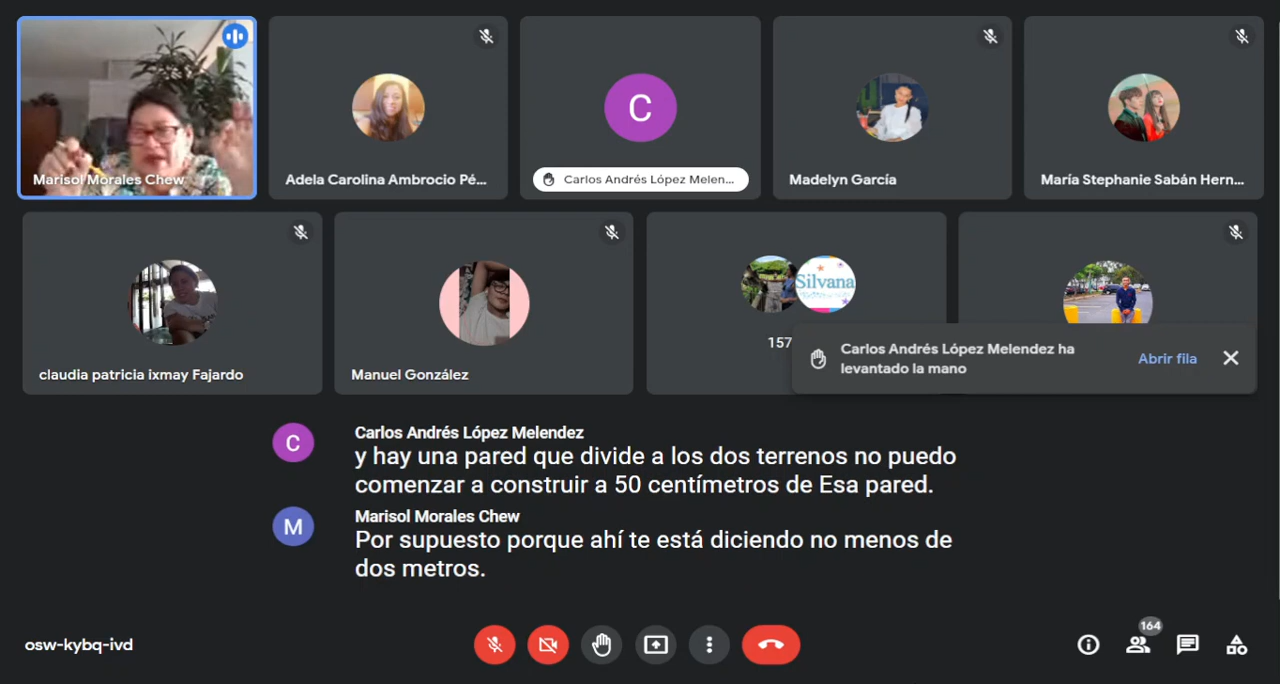 Marisol Morales Chew
Adela Carolina Ambrocio Pé...
C
Carlos Andrés López Melen...
Madelyn García
María Stephanie Sabán Hern...
claudia patricia ixmay Fajardo
Manuel González
Silvana
157
Carlos Andrés López Melendez ha
levantado la mano
Abrir fila
C
Carlos Andrés López Melendez
y hay una pared que divide a los dos terrenos no puedo
comenzar a construir a 50 centímetros de Esa pared.
M
Marisol Morales Chew
Por supuesto porque ahí te está diciendo no menos de
dos metros.
osw-kybq-ivd
164